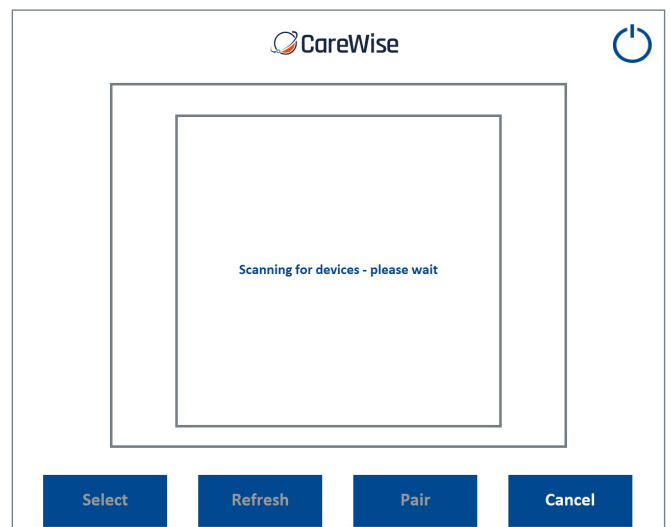 CareWise
Scanning for devices - please wait
Select
Refresh
Pair
Cancel